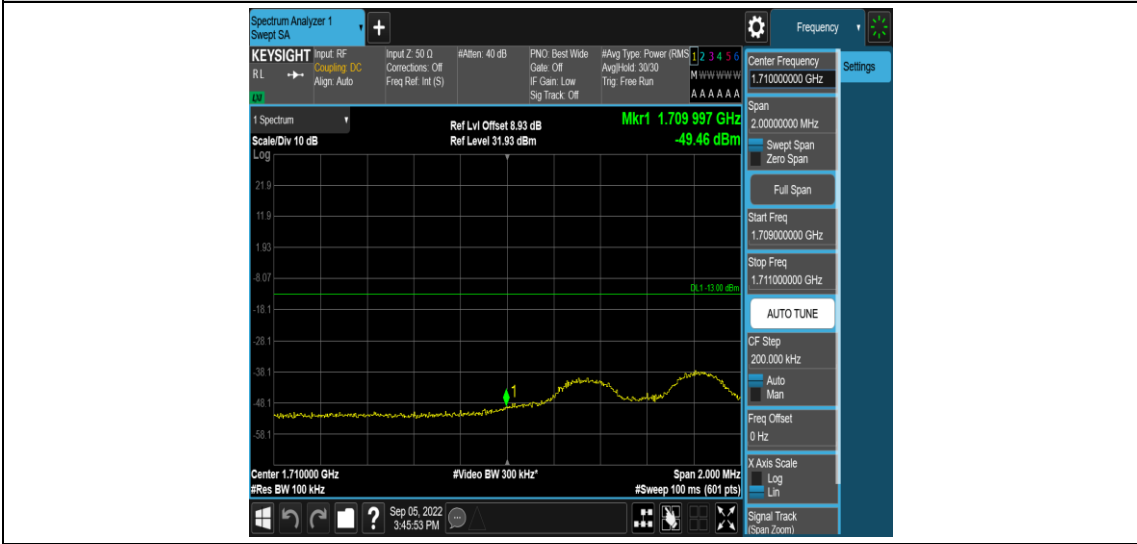 Spectrum Analyzer 1
Swept SA
+
Frequency
KEYSIGHT
RL
Input: RF
Coupling: DC
Align: Auto
Input Z: 50 Ω
Corrections: Off
Freq Ref: Int (S)
#Atten: 40 dB
PNO: Best Wide
Gate: Off
IF Gain: Low
Sig Track: Off
#Avg Type: Power (RMS
Avg|Hold: 30/30
Trig: Free Run
1 2 3 4 5 6
M W W W W W
A A A A A A
1 Spectrum
Scale/Div 10 dB
Log
Ref Lvl Offset 8.93 dB
Ref Level 31.93 dBm
Mkr1 1.709 997 GHz
-49.46 dBm
21.9
11.9
1.93
-8.07
DL1 -13.00 dBm
-18.1
-28.1
-38.1
1
-48.1
-58.1
Center 1.710000 GHz
#Video BW 300 kHz*
Span 2.000 MHz
#Res BW 100 kHz
#Sweep 100 ms (601 pts)
?
Sep 05, 2022
3:45:53 PM
Center Frequency
1.710000000 GHz
Settings
Span
2.00000000 MHz
Swept Span
Zero Span
Full Span
Start Freq
1.709000000 GHz
Stop Freq
1.711000000 GHz
AUTO TUNE
CF Step
200.000 kHz
Auto
Man
Freq Offset
0 Hz
X Axis Scale
Log
Lin
Signal Track
(Span Zoom)